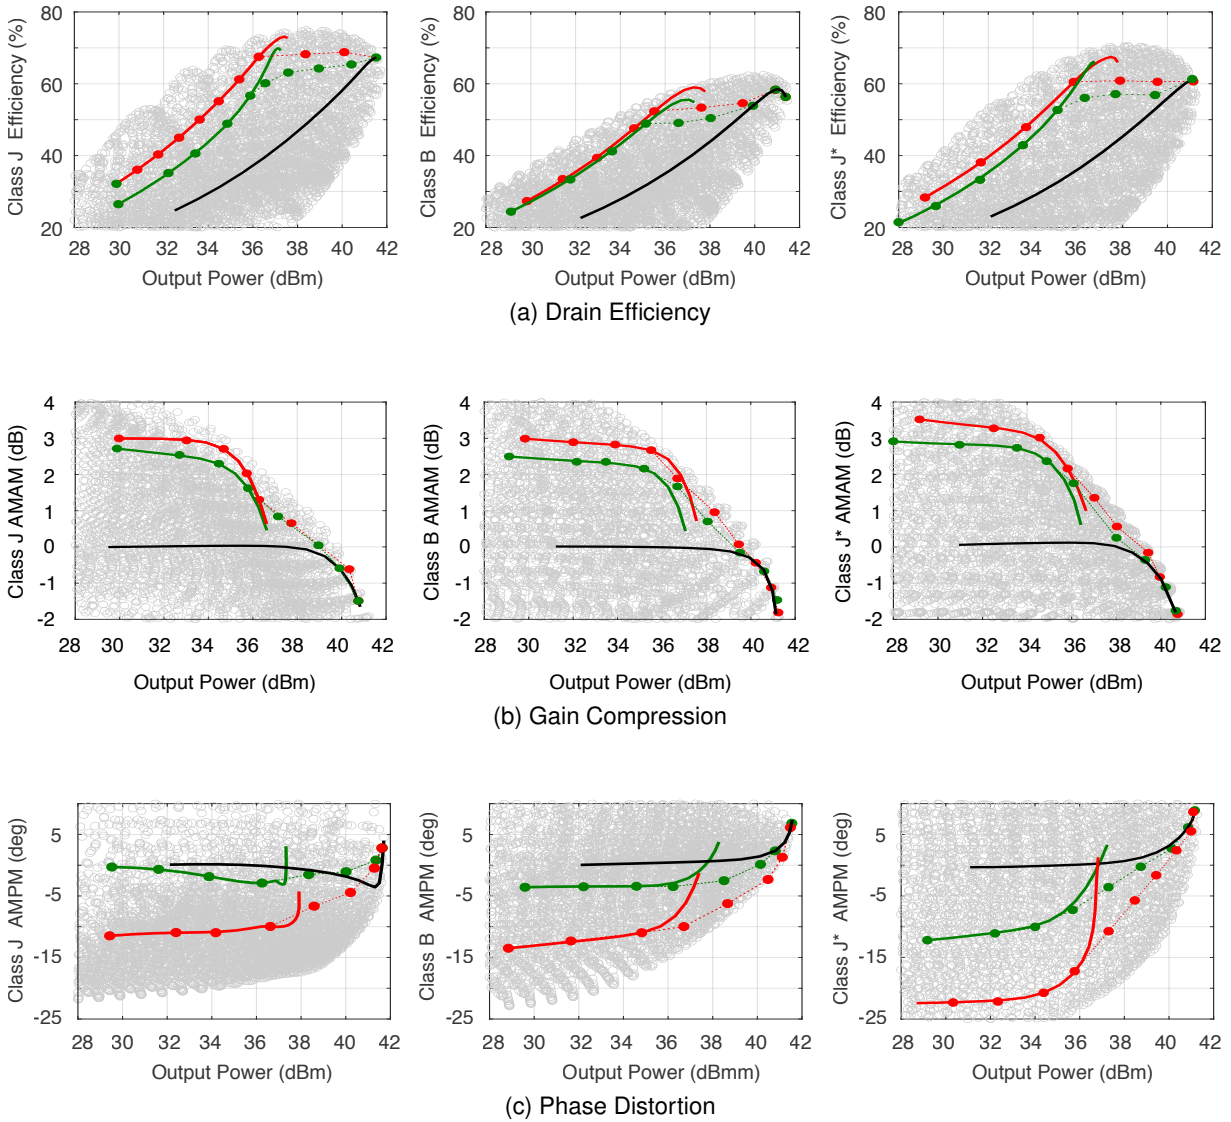 Class J Efficiency (%)
80
60
40
20
28 30 32 34 36 38 40 42
Output Power (dBm)
Class B Efficiency (%)
80
60
40
20
28 30 32 34 36 38 40 42
Output Power (dBm)
Class J* Efficiency (%)
80
60
40
20
28 30 32 34 36 38 40 42
Output Power (dBm)
(a) Drain Efficiency
Class J AMAM (dB)
4
3
2
1
0
-1
-2
28 30 32 34 36 38 40 42
Output Power (dBm)
Class B AMAM (dB)
4
3
2
1
0
-1
-2
28 30 32 34 36 38 40 42
Output Power (dBm)
Class J* AMAM (dB)
4
3
2
1
0
-1
-2
28 30 32 34 36 38 40 42
Output Power (dBm)
(b) Gain Compression
Class J AMPM (deg)
5
-5
-15
-25
28 30 32 34 36 38 40 42
Output Power (dBm)
Class B AMPM (deg)
5
-5
-15
-25
28 30 32 34 36 38 40 42
Output Power (dBmm)
Class J* AMPM (deg)
5
-5
-15
-25
28 30 32 34 36 38 40 42
Output Power (dBm)
(c) Phase Distortion